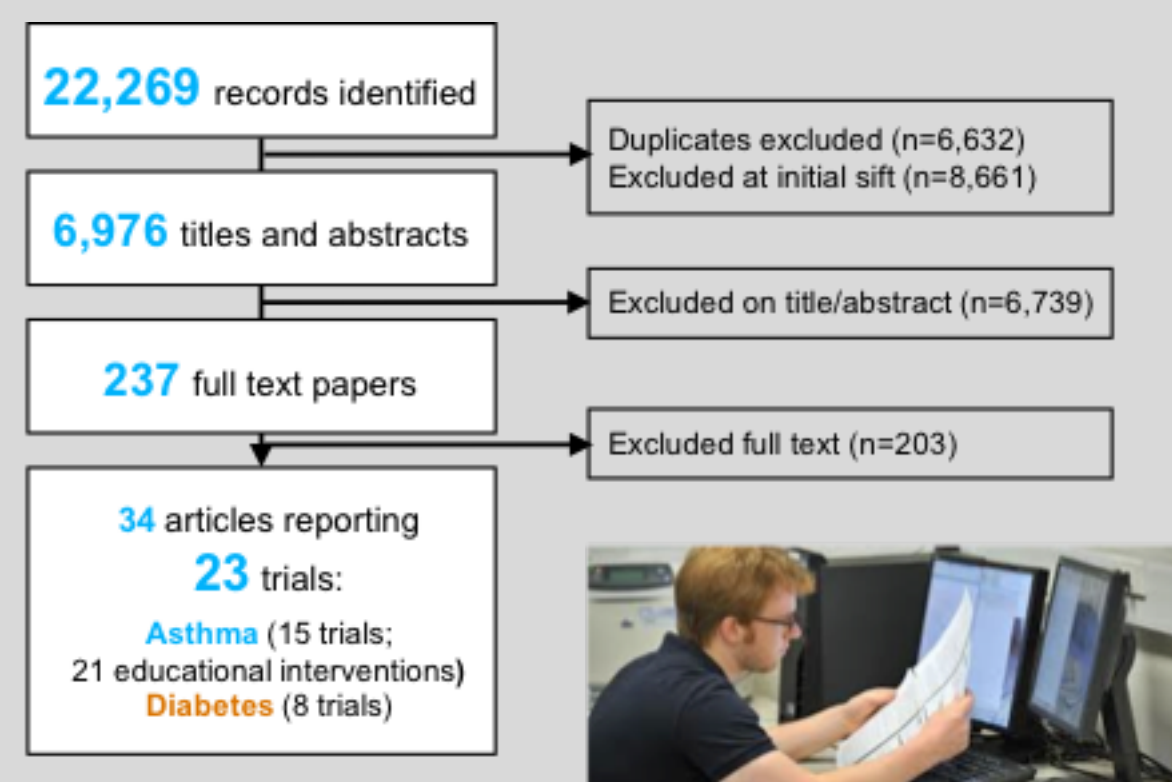 22,269 records identified
Duplicates excluded (n=6,632)
Excluded at initial sift (n=8,661)
6,976 titles and abstracts
Excluded on title/abstract (n=6,739)
237 full text papers
Excluded full text (n=203)
34 articles reporting
23 trials:
Asthma (15 trials;
21 educational interventions)
Diabetes (8 trials)